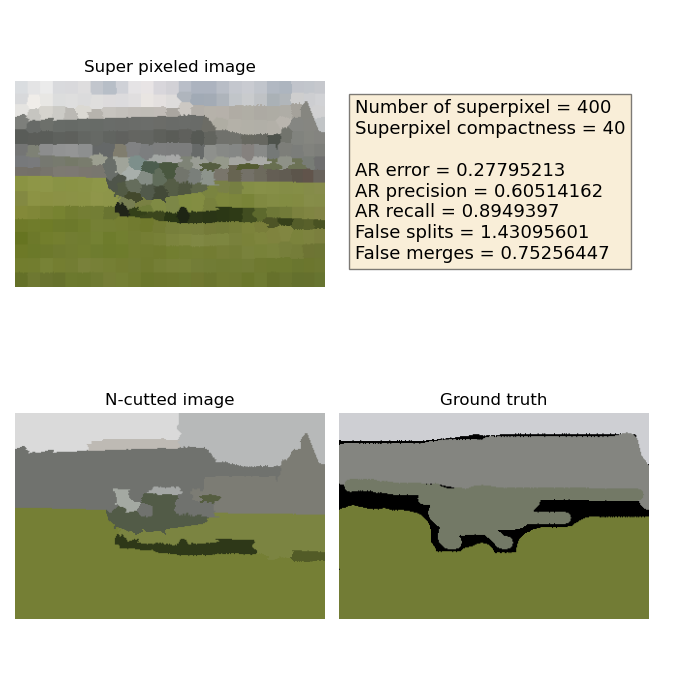 Super pixeled image
Number of superpixel = 400
Superpixel compactness = 40
AR error = 0.27795213
AR precision = 0.60514162
AR recall = 0.8949397
False splits = 1.43095601
False merges = 0.75256447
N-cutted image
Ground truth